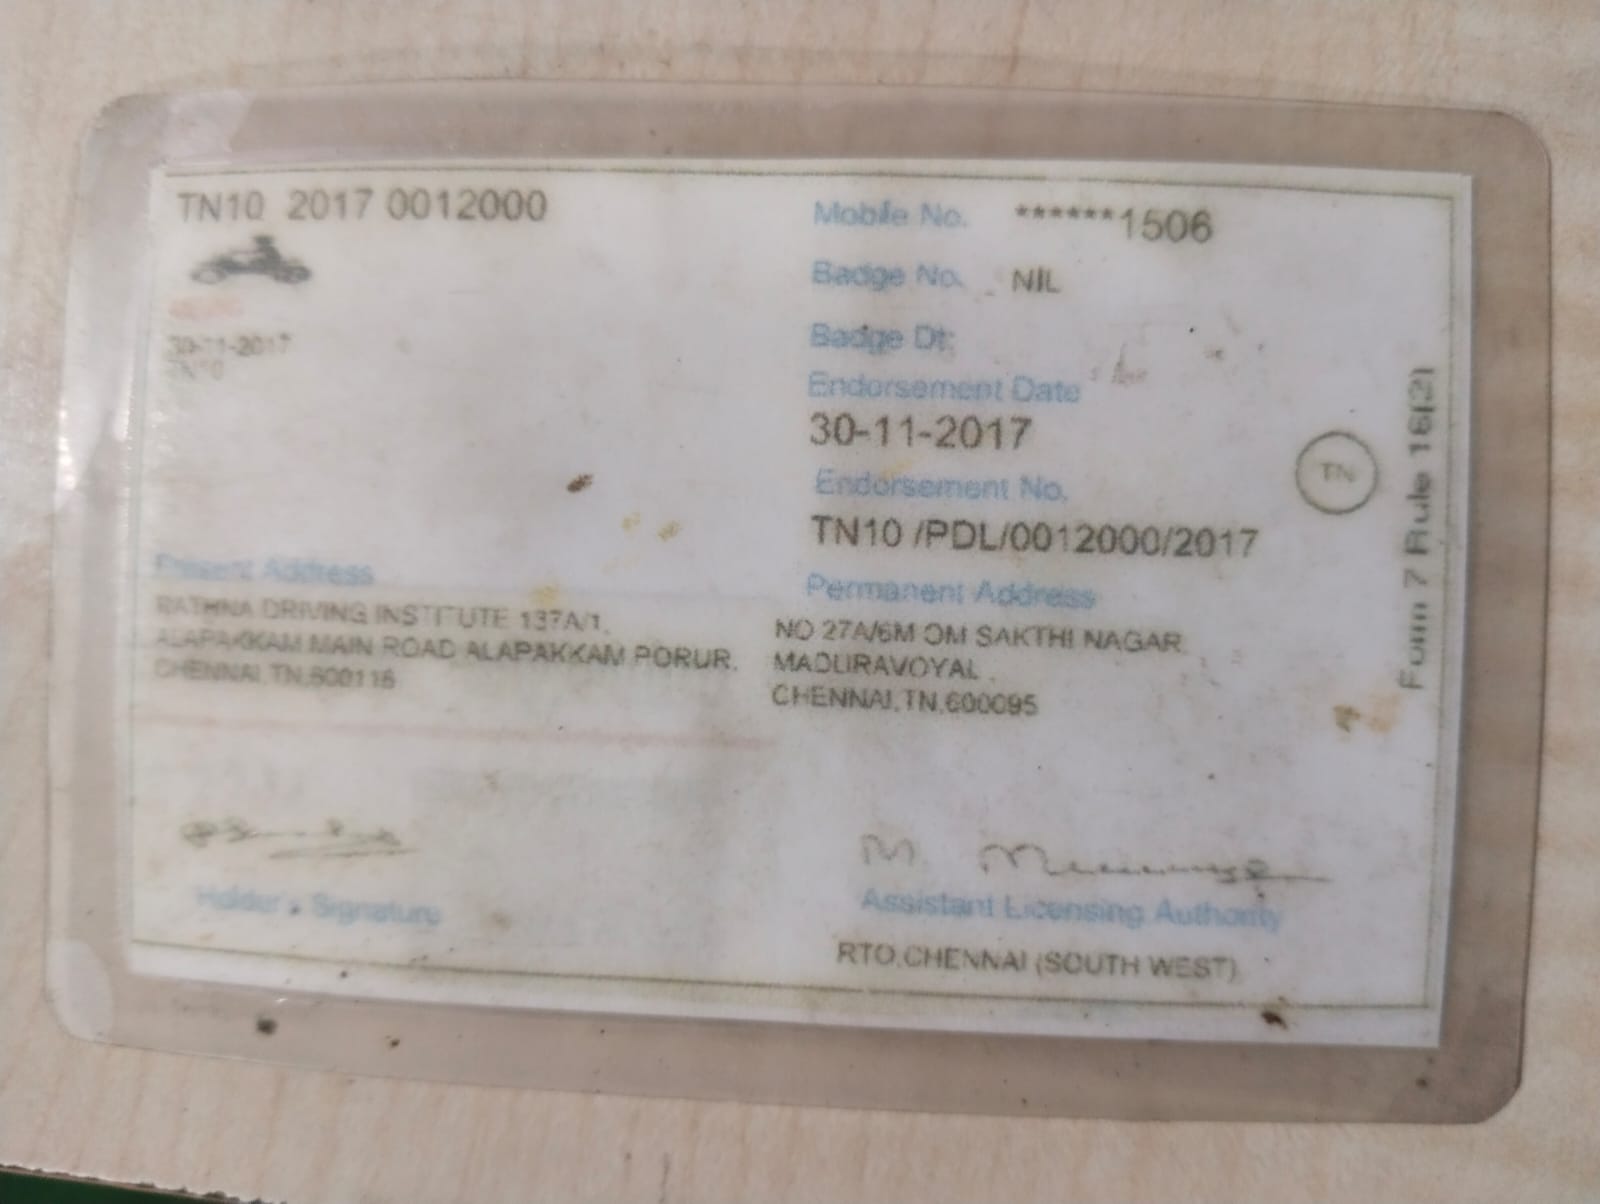 TN10 2017 0012000
30-11-2017
Present Address
RATHNA DRIVING INSTITUTE 137A/1,
ALAPAKKAM MAIN ROAD ALAPAKKAM PORUR.
CHENNAI,TN,600116
Holder's Signature
Mobile No. ******1506
Badge No. NIL
Badge Dt:
Endorsement Date
30-11-2017
Endorsement No.
TN10 /PDL/0012000/2017
Permanent Address
NO 27A/6M OM SAKTHI NAGAR
MADURAVOYAL
CHENNAI,TN,600095
Assistant Licensing Authority
RTO,CHENNAI (SOUTH WEST)
TN
Form 7 Rule 16(2)